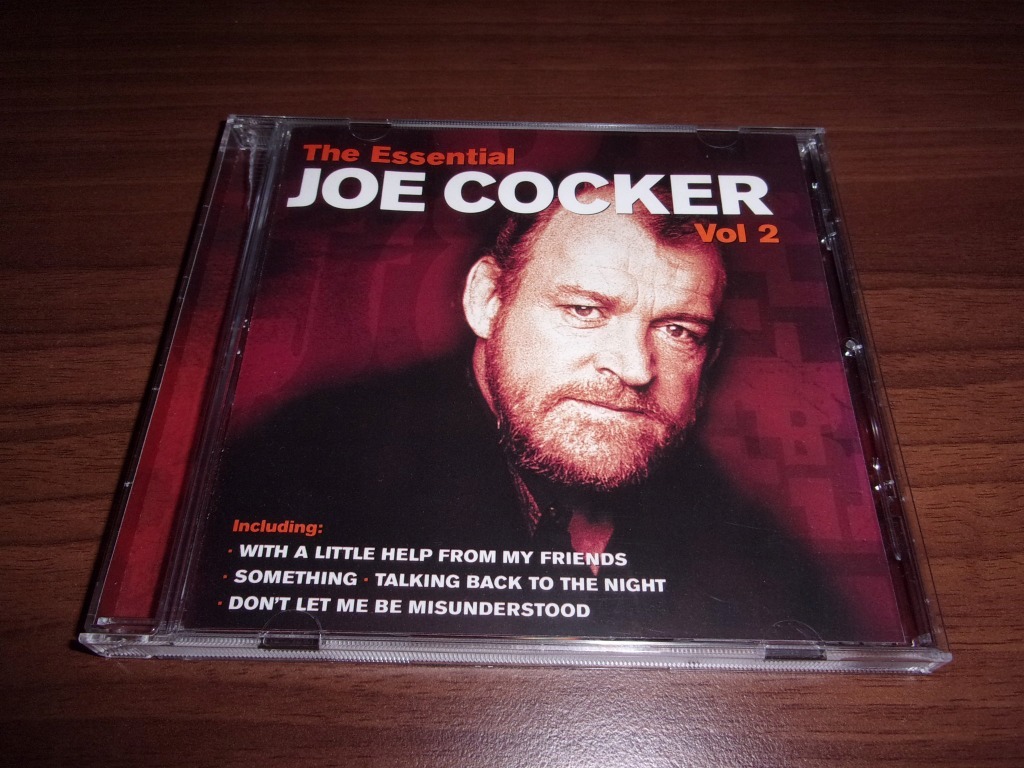 The Essential
JOE COCKER
Vol 2
Including:
· WITH A LITTLE HELP FROM MY FRIENDS
· SOMETHING · TALKING BACK TO THE NIGHT
· DON'T LET ME BE MISUNDERSTOOD